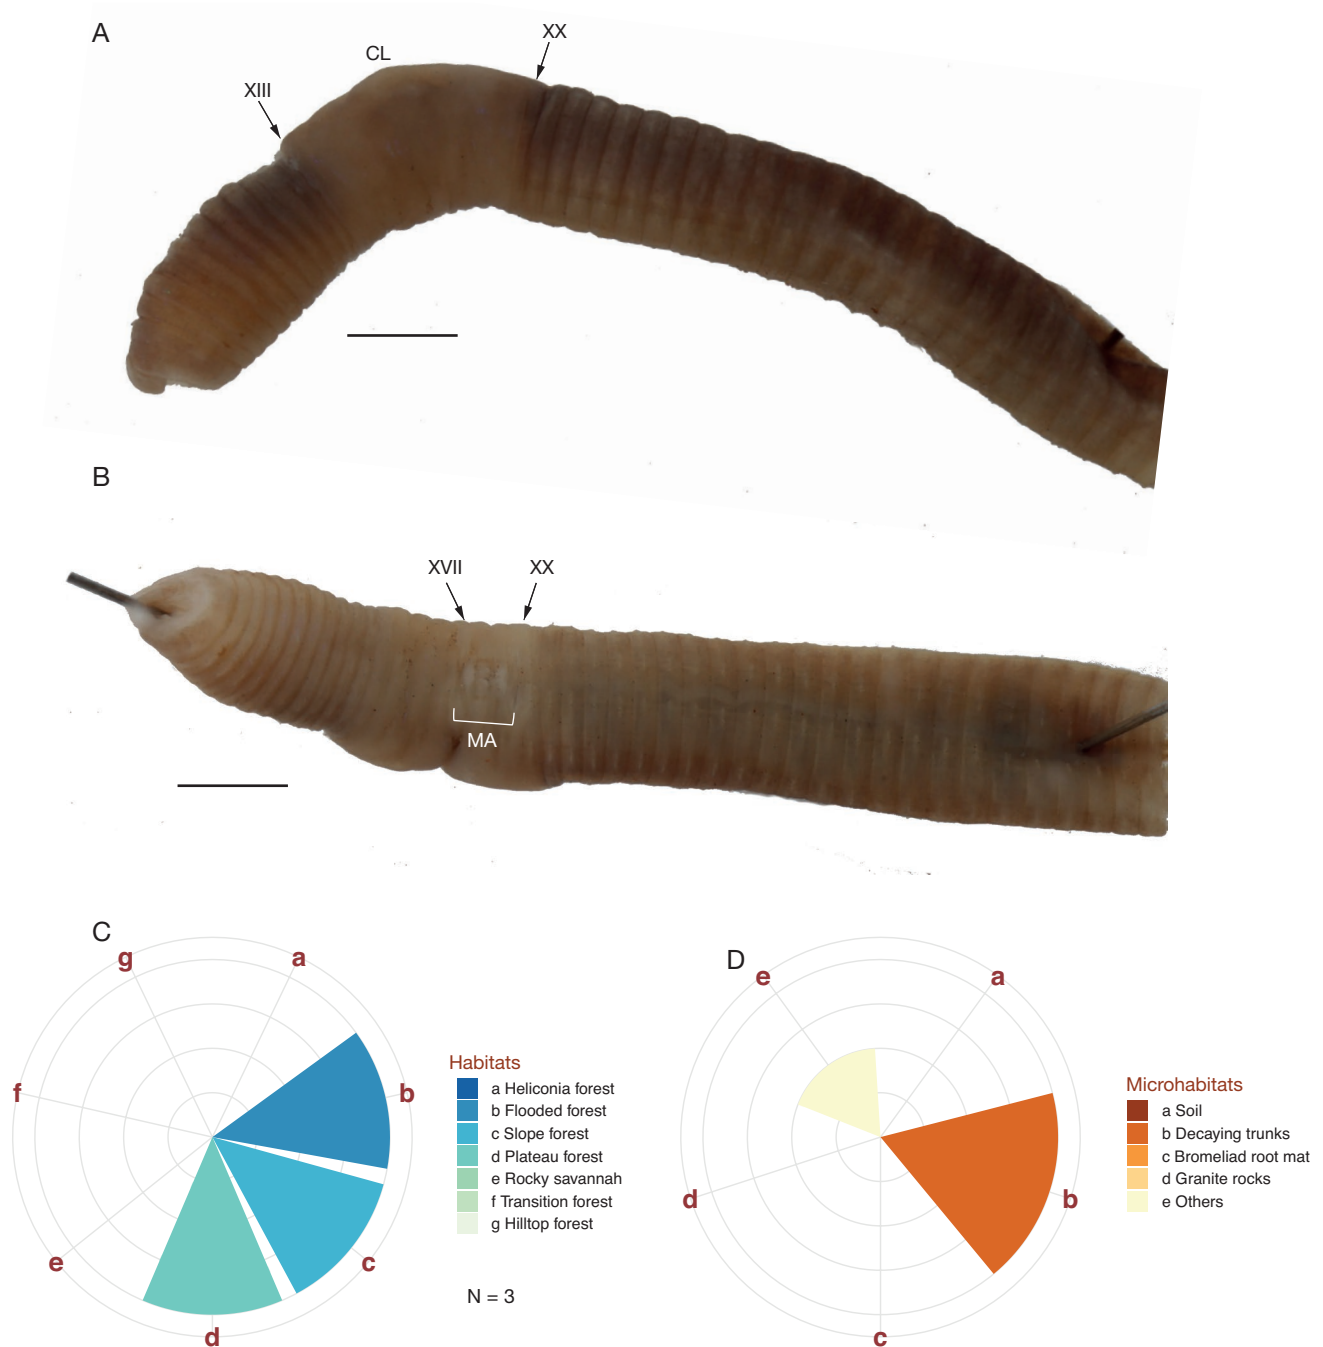 A
XX
CL
XIII
B
XVII
XX
MA
C
g
a
f
b
e
c
d
Habitats
a Heliconia forest
b Flooded forest
c Slope forest
d Plateau forest
e Rocky savannah
f Transition forest
g Hilltop forest
N = 3
D
e
a
d
b
c
Microhabitats
a Soil
b Decaying trunks
c Bromeliad root mat
d Granite rocks
e Others